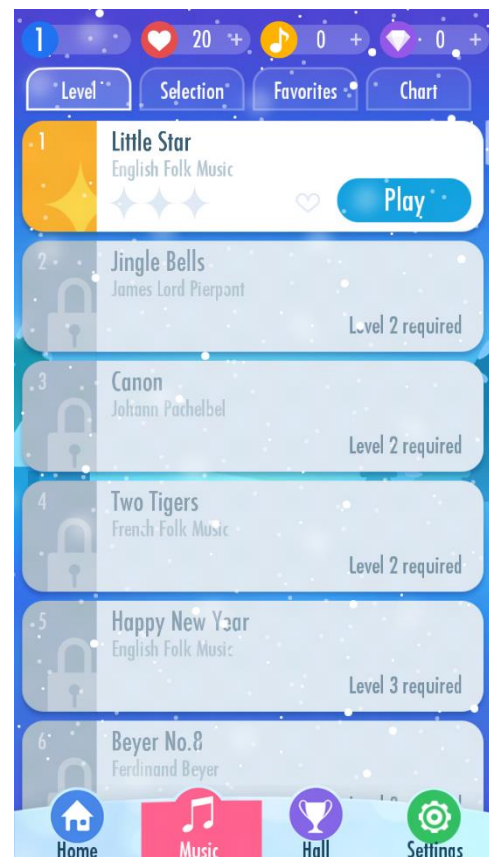 1 20 + 0 + 0 +
Level Selection Favorites Chart
1
Little Star
English Folk Music
Play
2
Jingle Bells
James Lord Pierpont
Level 2 required
3
Canon
Johann Pachelbel
Level 2 required
4
Two Tigers
French Folk Music
Level 2 required
5
Happy New Year
English Folk Music
Level 3 required
6
Beyer No.8
Ferdinand Beyer
Home Music Hall Settings